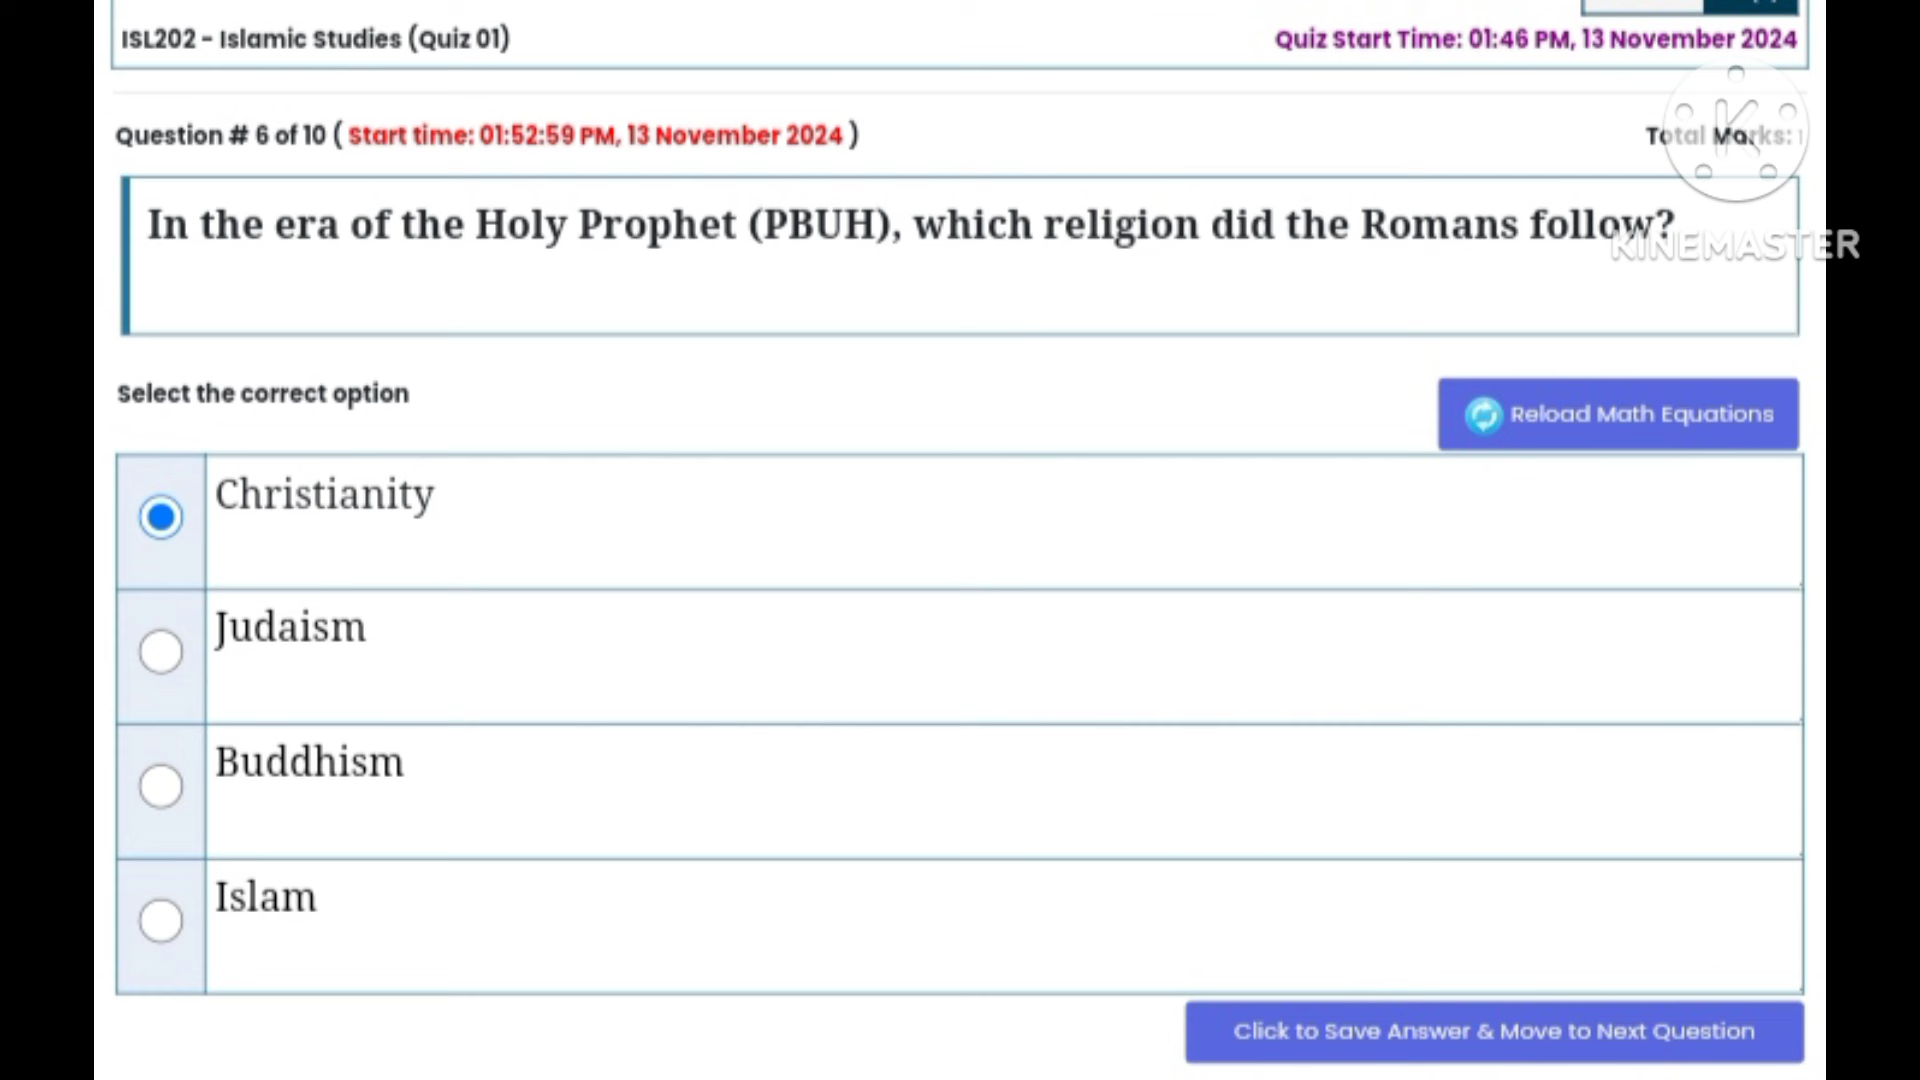 ISL202 - Islamic Studies (Quiz 01)
Quiz Start Time: 01:46 PM, 13 November 2024
Question # 6 of 10 ( Start time: 01:52:59 PM, 13 November 2024 )
Total Marks: 1
In the era of the Holy Prophet (PBUH), which religion did the Romans follow?
KINEMASTER
Select the correct option
Reload Math Equations
Christianity
Judaism
Buddhism
Islam
Click to Save Answer & Move to Next Question